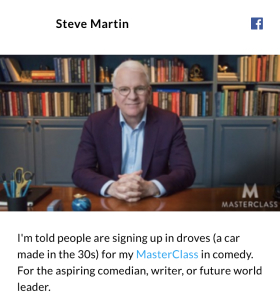 Steve Martin
MASTERCLASS
I'm told people are signing up in droves (a car
made in the 30s) for my MasterClass in comedy.
For the aspiring comedian, writer, or future world
leader.